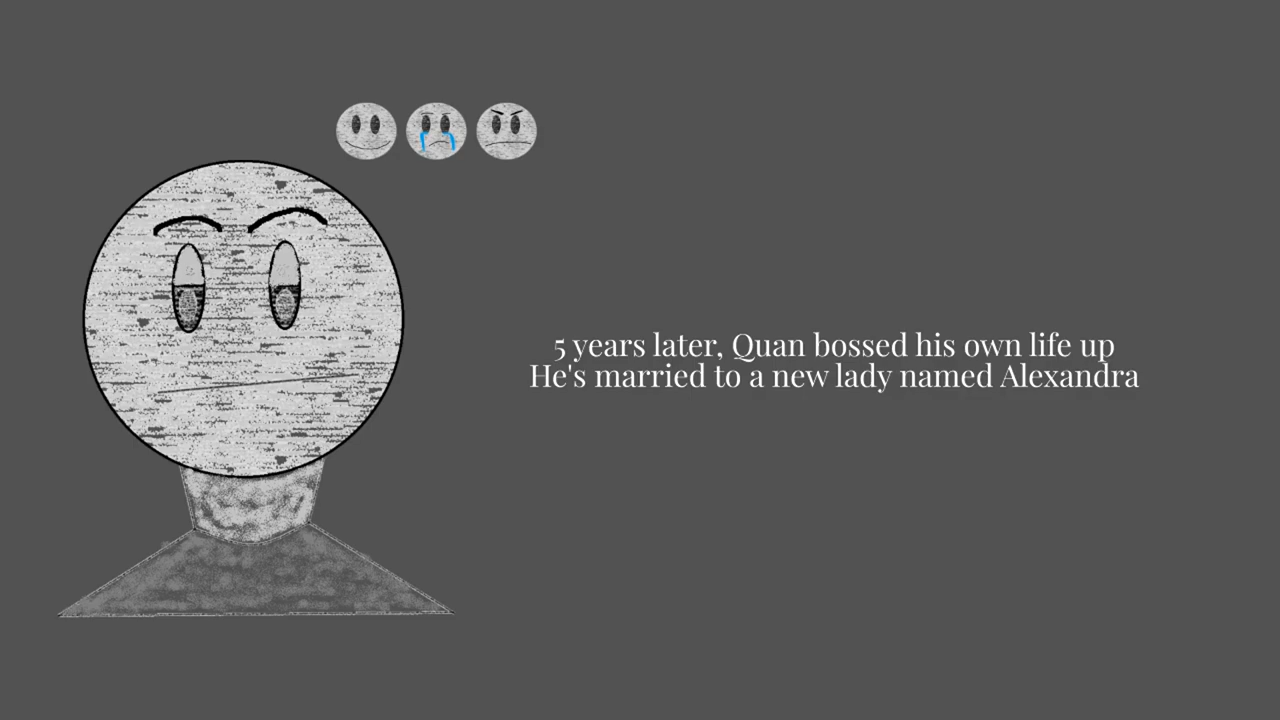 5 years later, Quan bossed his own life up
He's married to a new lady named Alexandra